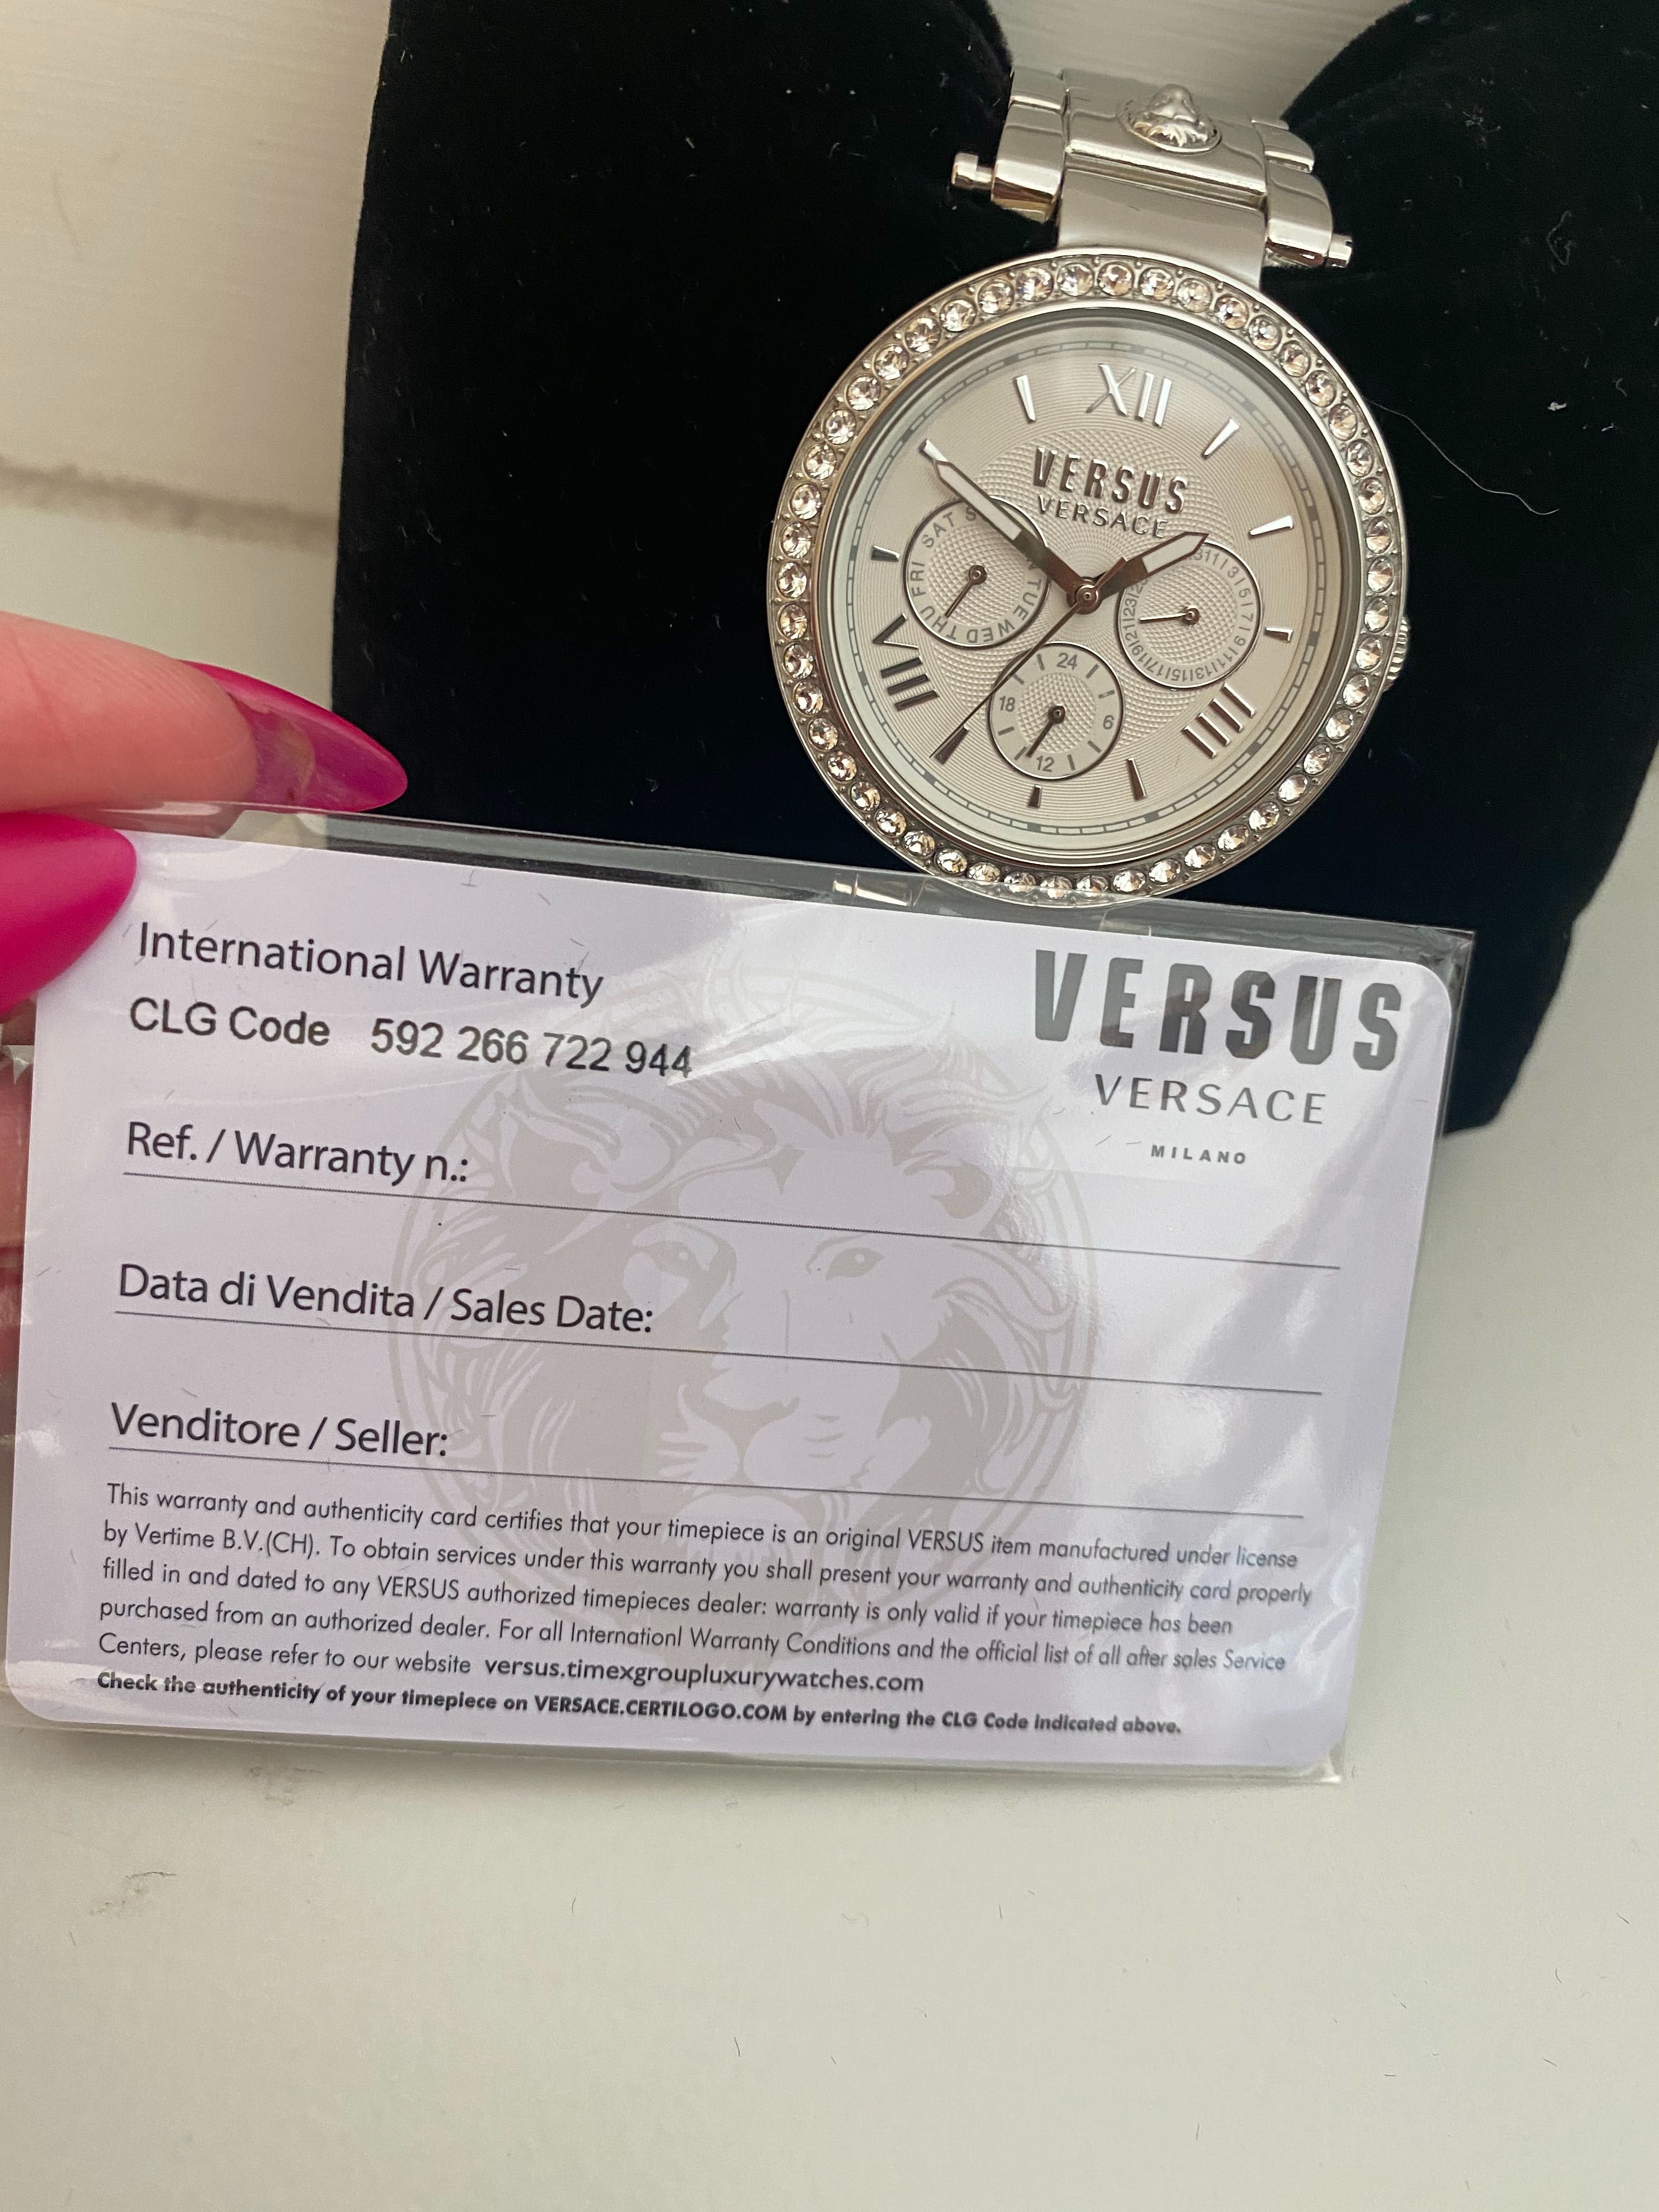 XII
VERSUS
VERSACE
SAT
FRI
THU
WED
TUE
24
18
6
12
VIII
IIII
International Warranty
CLG Code 592 266 722 944
VERSUS
VERSACE
MILANO
Ref. / Warranty n.:
Data di Vendita / Sales Date:
Venditore / Seller:
This warranty and authenticity card certifies that your timepiece is an original VERSUS item manufactured under license
by Vertime B.V.(CH). To obtain services under this warranty you shall present your warranty and authenticity card properly
filled in and dated to any VERSUS authorized timepieces dealer: warranty is only valid if your timepiece has been
purchased from an authorized dealer. For all Internationl Warranty Conditions and the official list of all after sales Service
Centers, please refer to our website versus.timexgroupluxurywatches.com
Check the authenticity of your timepiece on VERSACE.CERTILOGO.COM by entering the CLG Code indicated above.